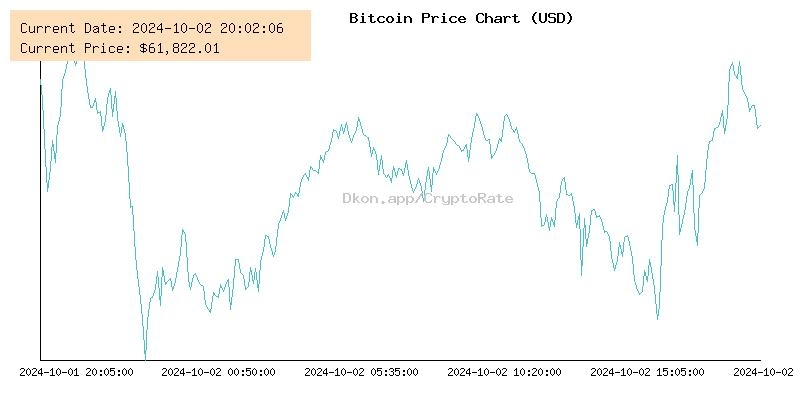 Bitcoin Price Chart (USD)
Current Date: 2024-10-02 20:02:06
Current Price: $61,822.01
Dkon.app/CryptoRate
2024-10-01 20:05:00 2024-10-02 00:50:00 2024-10-02 05:35:00 2024-10-02 10:20:00 2024-10-02 15:05:00 2024-10-02